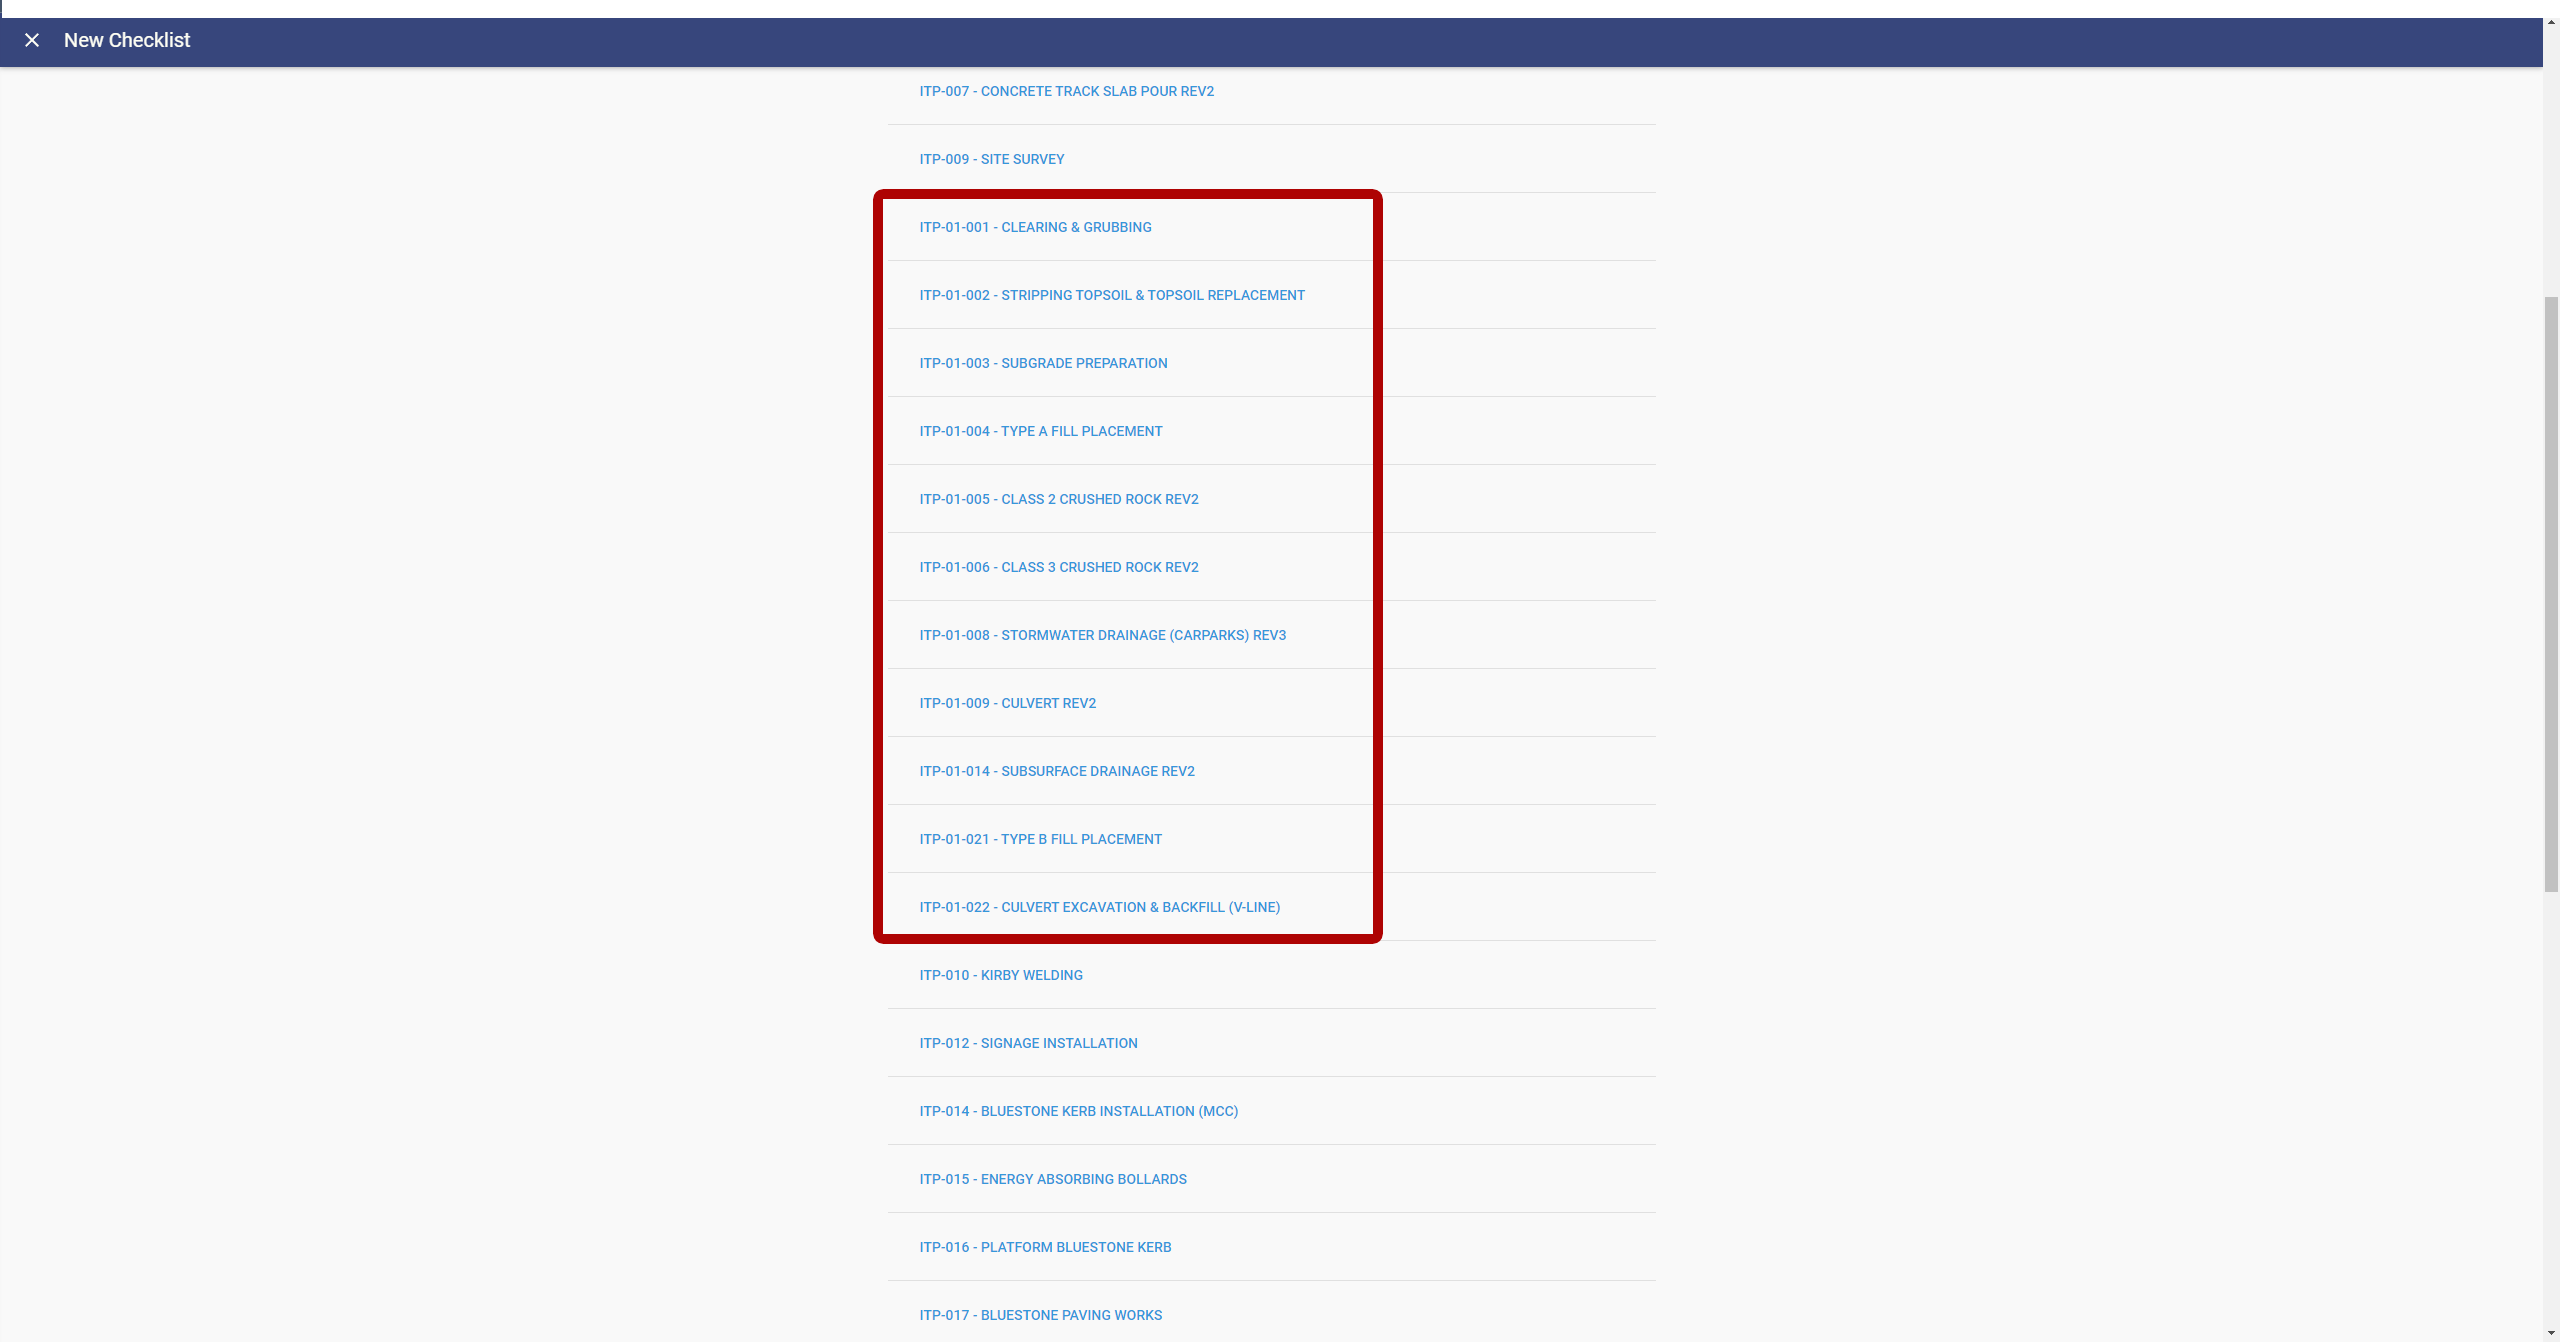 New Checklist
ITP-007 - CONCRETE TRACK SLAB POUR REV2
ITP-009 - SITE SURVEY
ITP-01-001 - CLEARING & GRUBBING
ITP-01-002 - STRIPPING TOPSOIL & TOPSOIL REPLACEMENT
ITP-01-003 - SUBGRADE PREPARATION
ITP-01-004 - TYPE A FILL PLACEMENT
ITP-01-005 - CLASS 2 CRUSHED ROCK REV2
ITP-01-006 - CLASS 3 CRUSHED ROCK REV2
ITP-01-008 - STORMWATER DRAINAGE (CARPARKS) REV3
ITP-01-009 - CULVERT REV2
ITP-01-014 - SUBSURFACE DRAINAGE REV2
ITP-01-021 - TYPE B FILL PLACEMENT
ITP-01-022 - CULVERT EXCAVATION & BACKFILL (V-LINE)
ITP-010 - KIRBY WELDING
ITP-012 - SIGNAGE INSTALLATION
ITP-014 - BLUESTONE KERB INSTALLATION (MCC)
ITP-015 - ENERGY ABSORBING BOLLARDS
ITP-016 - PLATFORM BLUESTONE KERB
ITP-017 - BLUESTONE PAVING WORKS